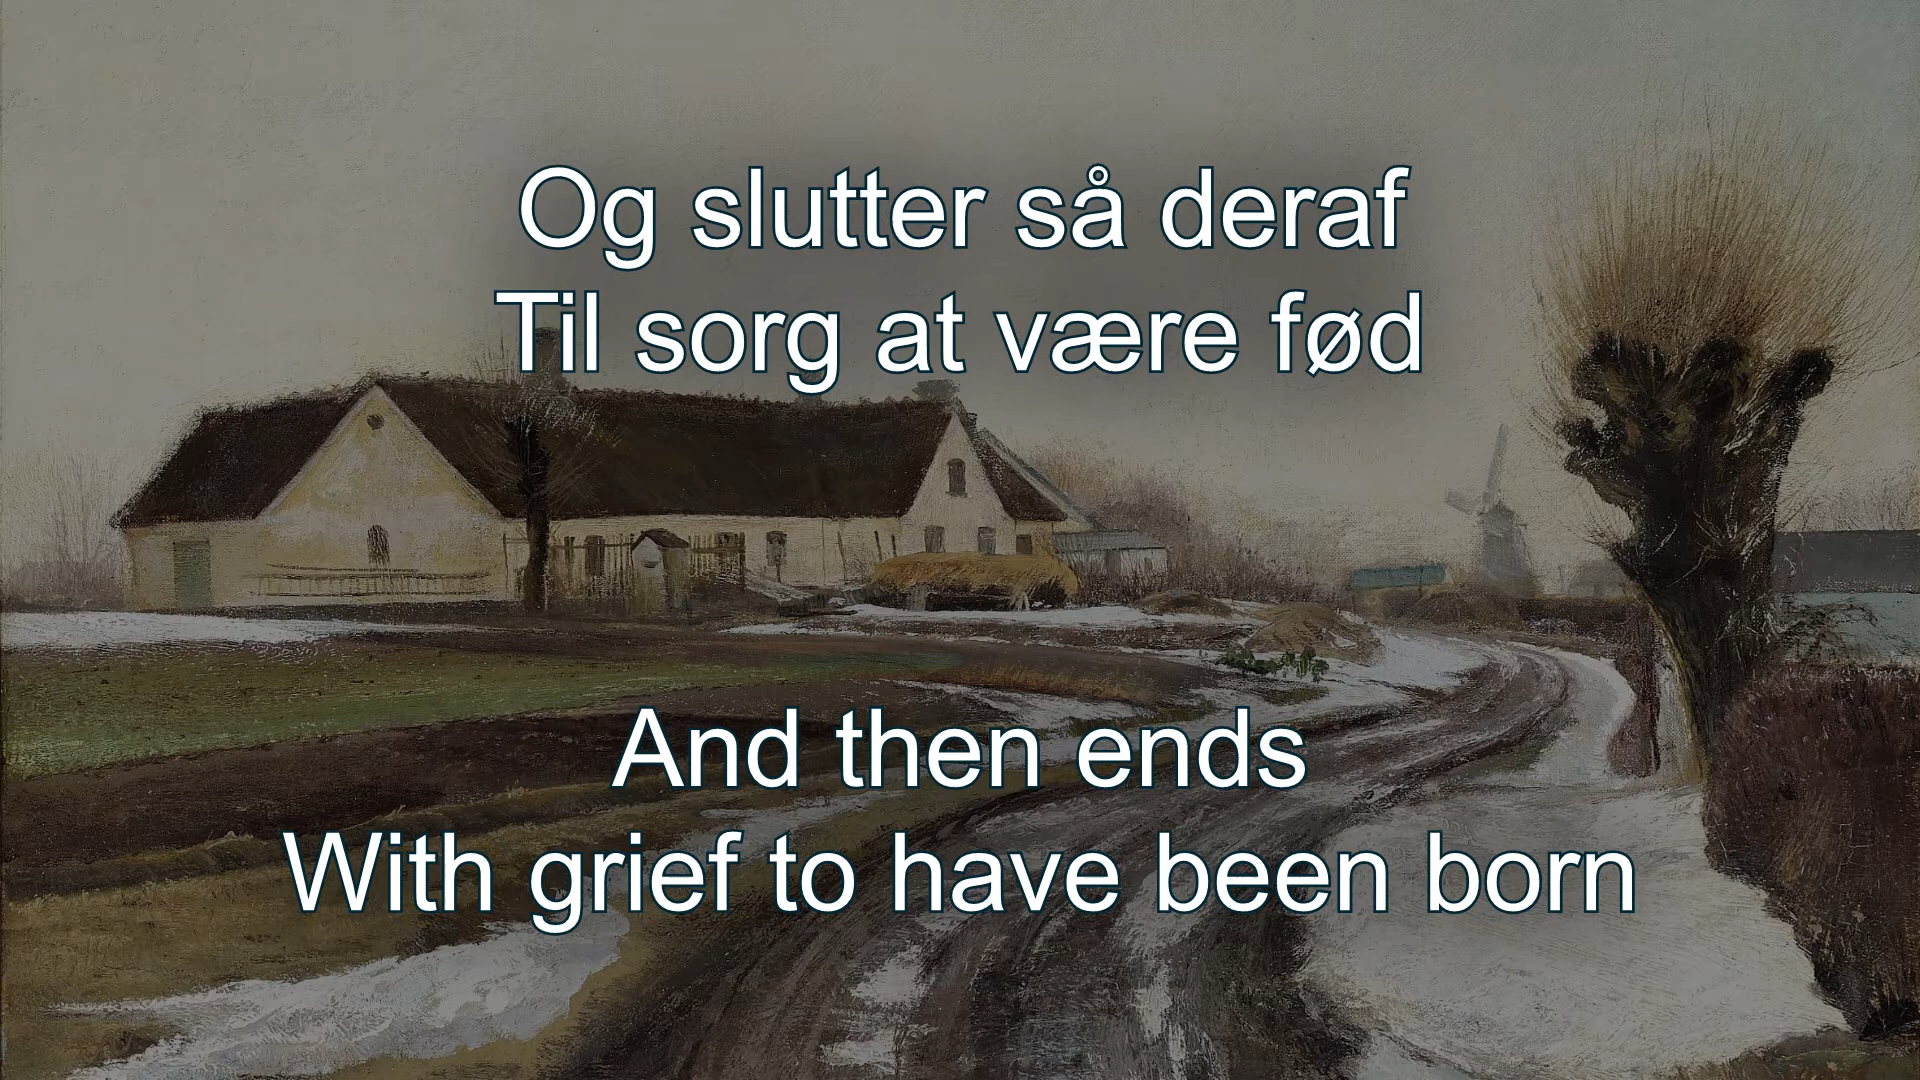 Og slutter så deraf
Til sorg at være fød
And then ends
With grief to have been born